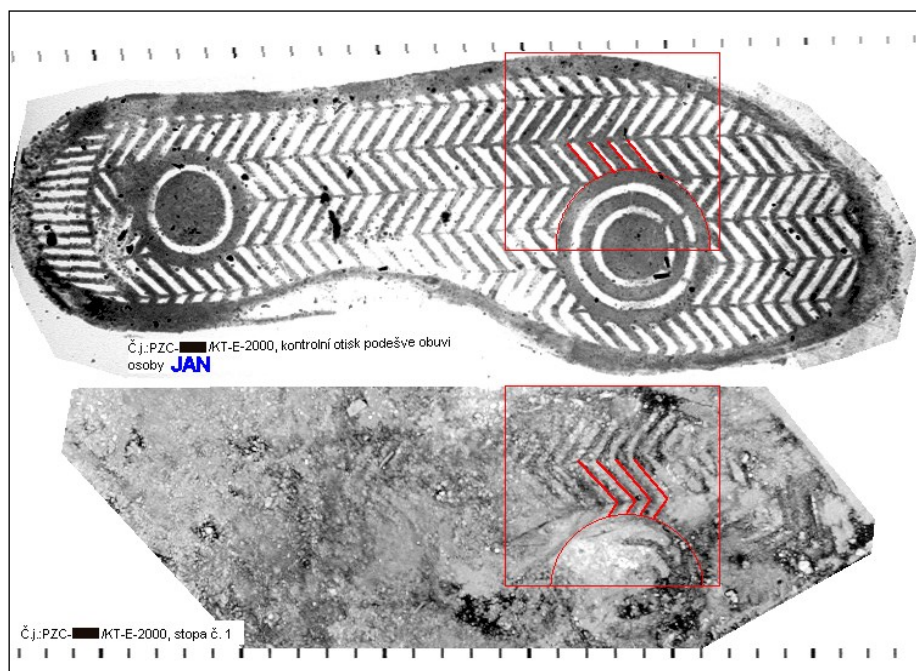 Č.j.:PZC- /KT-E-2000, kontrolní otisk podešve obuvi
osoby JAN
Č.j.:PZC- /KT-E-2000, stopa č. 1